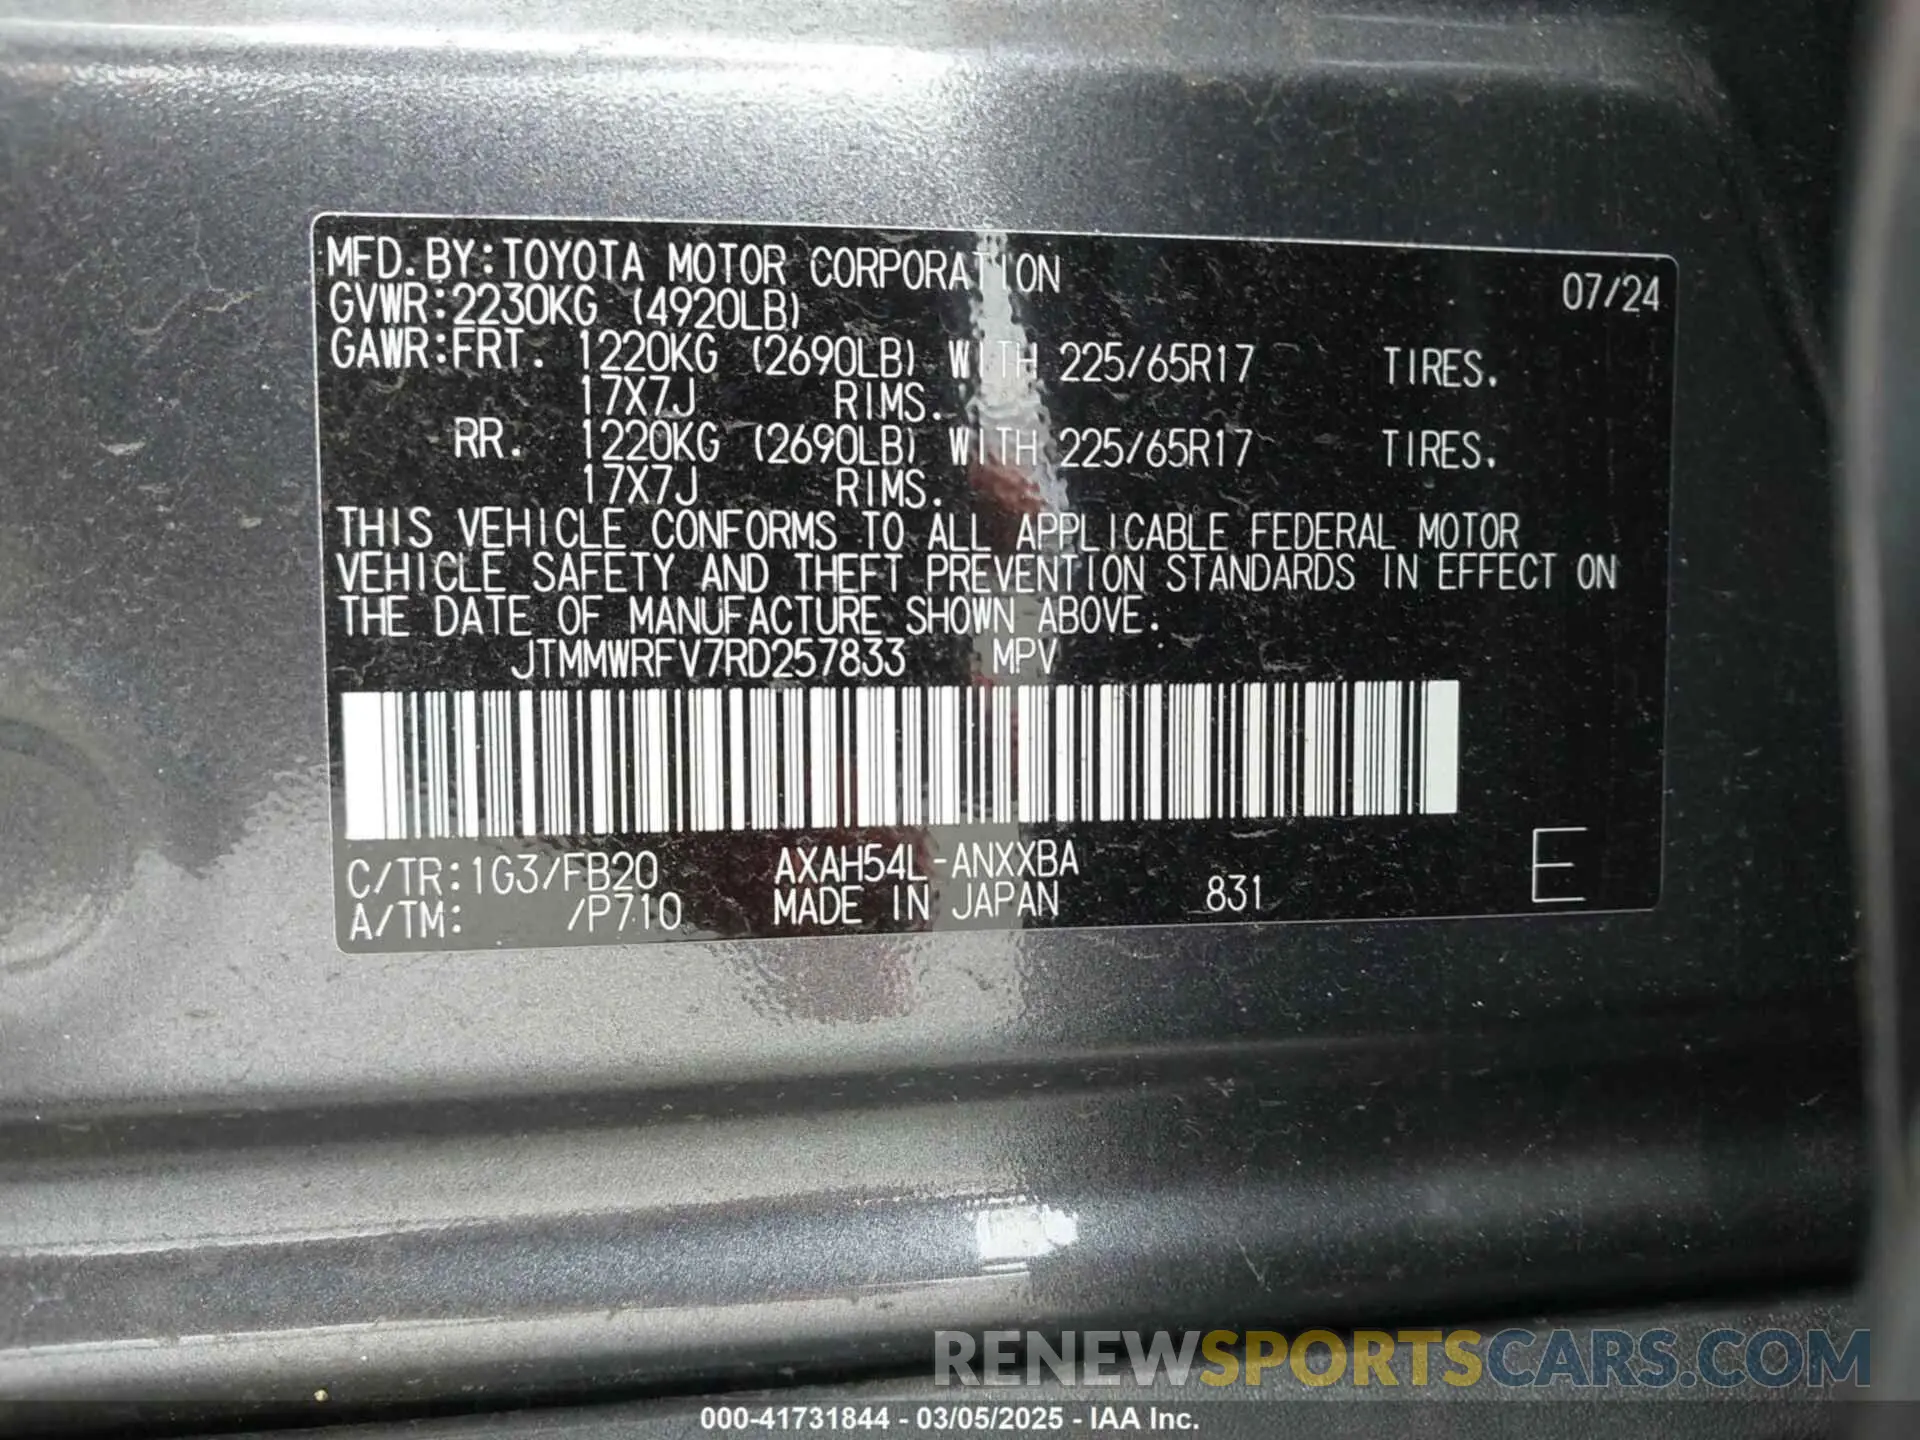 MFD.BY:TOYOTA MOTOR CORPORATION 07/24
GVWR:2230KG (4920LB)
GAWR:FRT. 1220KG (2690LB) WITH 225/65R17 TIRES.
17X7J RIMS.
RR. 1220KG (2690LB) WITH 225/65R17 TIRES.
17X7J RIMS.
THIS VEHICLE CONFORMS TO ALL APPLICABLE FEDERAL MOTOR
VEHICLE SAFETY AND THEFT PREVENTION STANDARDS IN EFFECT ON
THE DATE OF MANUFACTURE SHOWN ABOVE.
JTMMWRFV7RD257833 MPV
C/TR:1G3/FB20 AXAH54L-ANXXBA
A/TM: /P710 MADE IN JAPAN 831 E
RENEWSPORTSCARS.COM
000-41731844 - 03/05/2025 - IAA Inc.